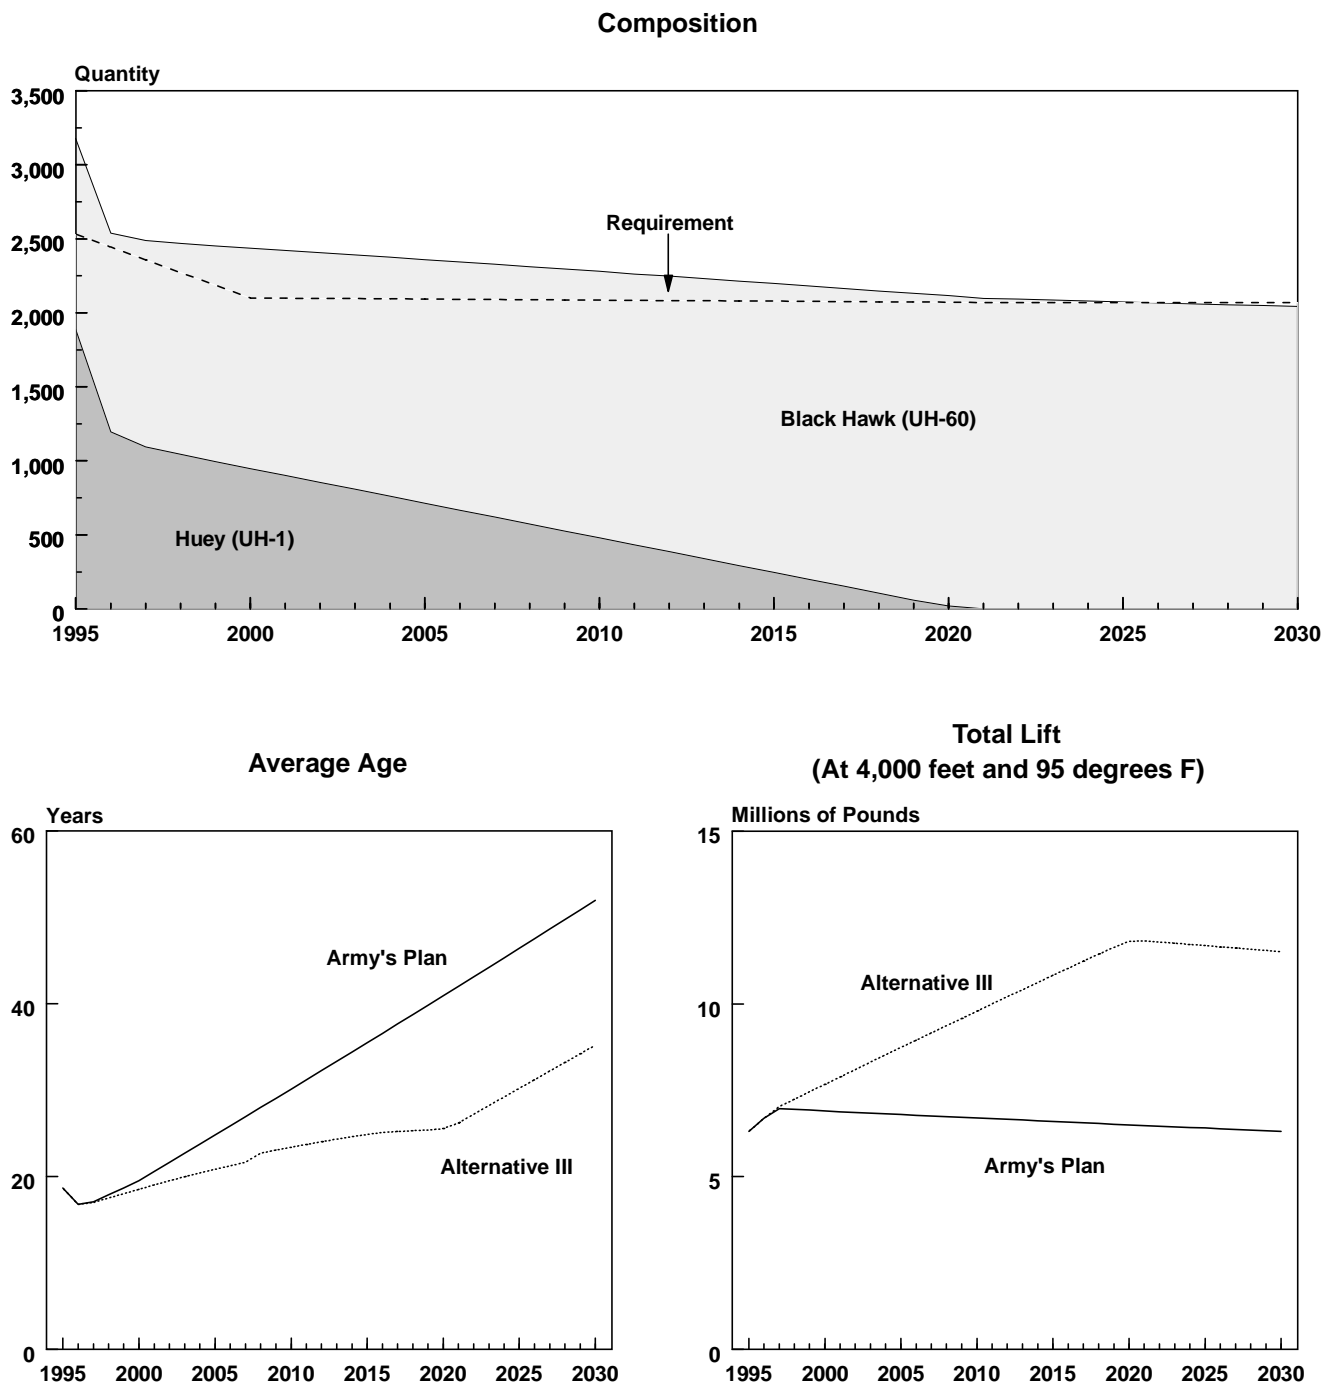 Composition
Quantity
3,500
3,000
2,500
2,000
1,500
1,000
500
0
Requirement
Black Hawk (UH-60)
Huey (UH-1)
1995 2000 2005 2010 2015 2020 2025 2030
Average Age
Years
60
40
20
0
Army's Plan
Alternative III
1995 2000 2005 2010 2015 2020 2025 2030
Total Lift
(At 4,000 feet and 95 degrees F)
Millions of Pounds
15
10
5
0
Alternative III
Army's Plan
1995 2000 2005 2010 2015 2020 2025 2030